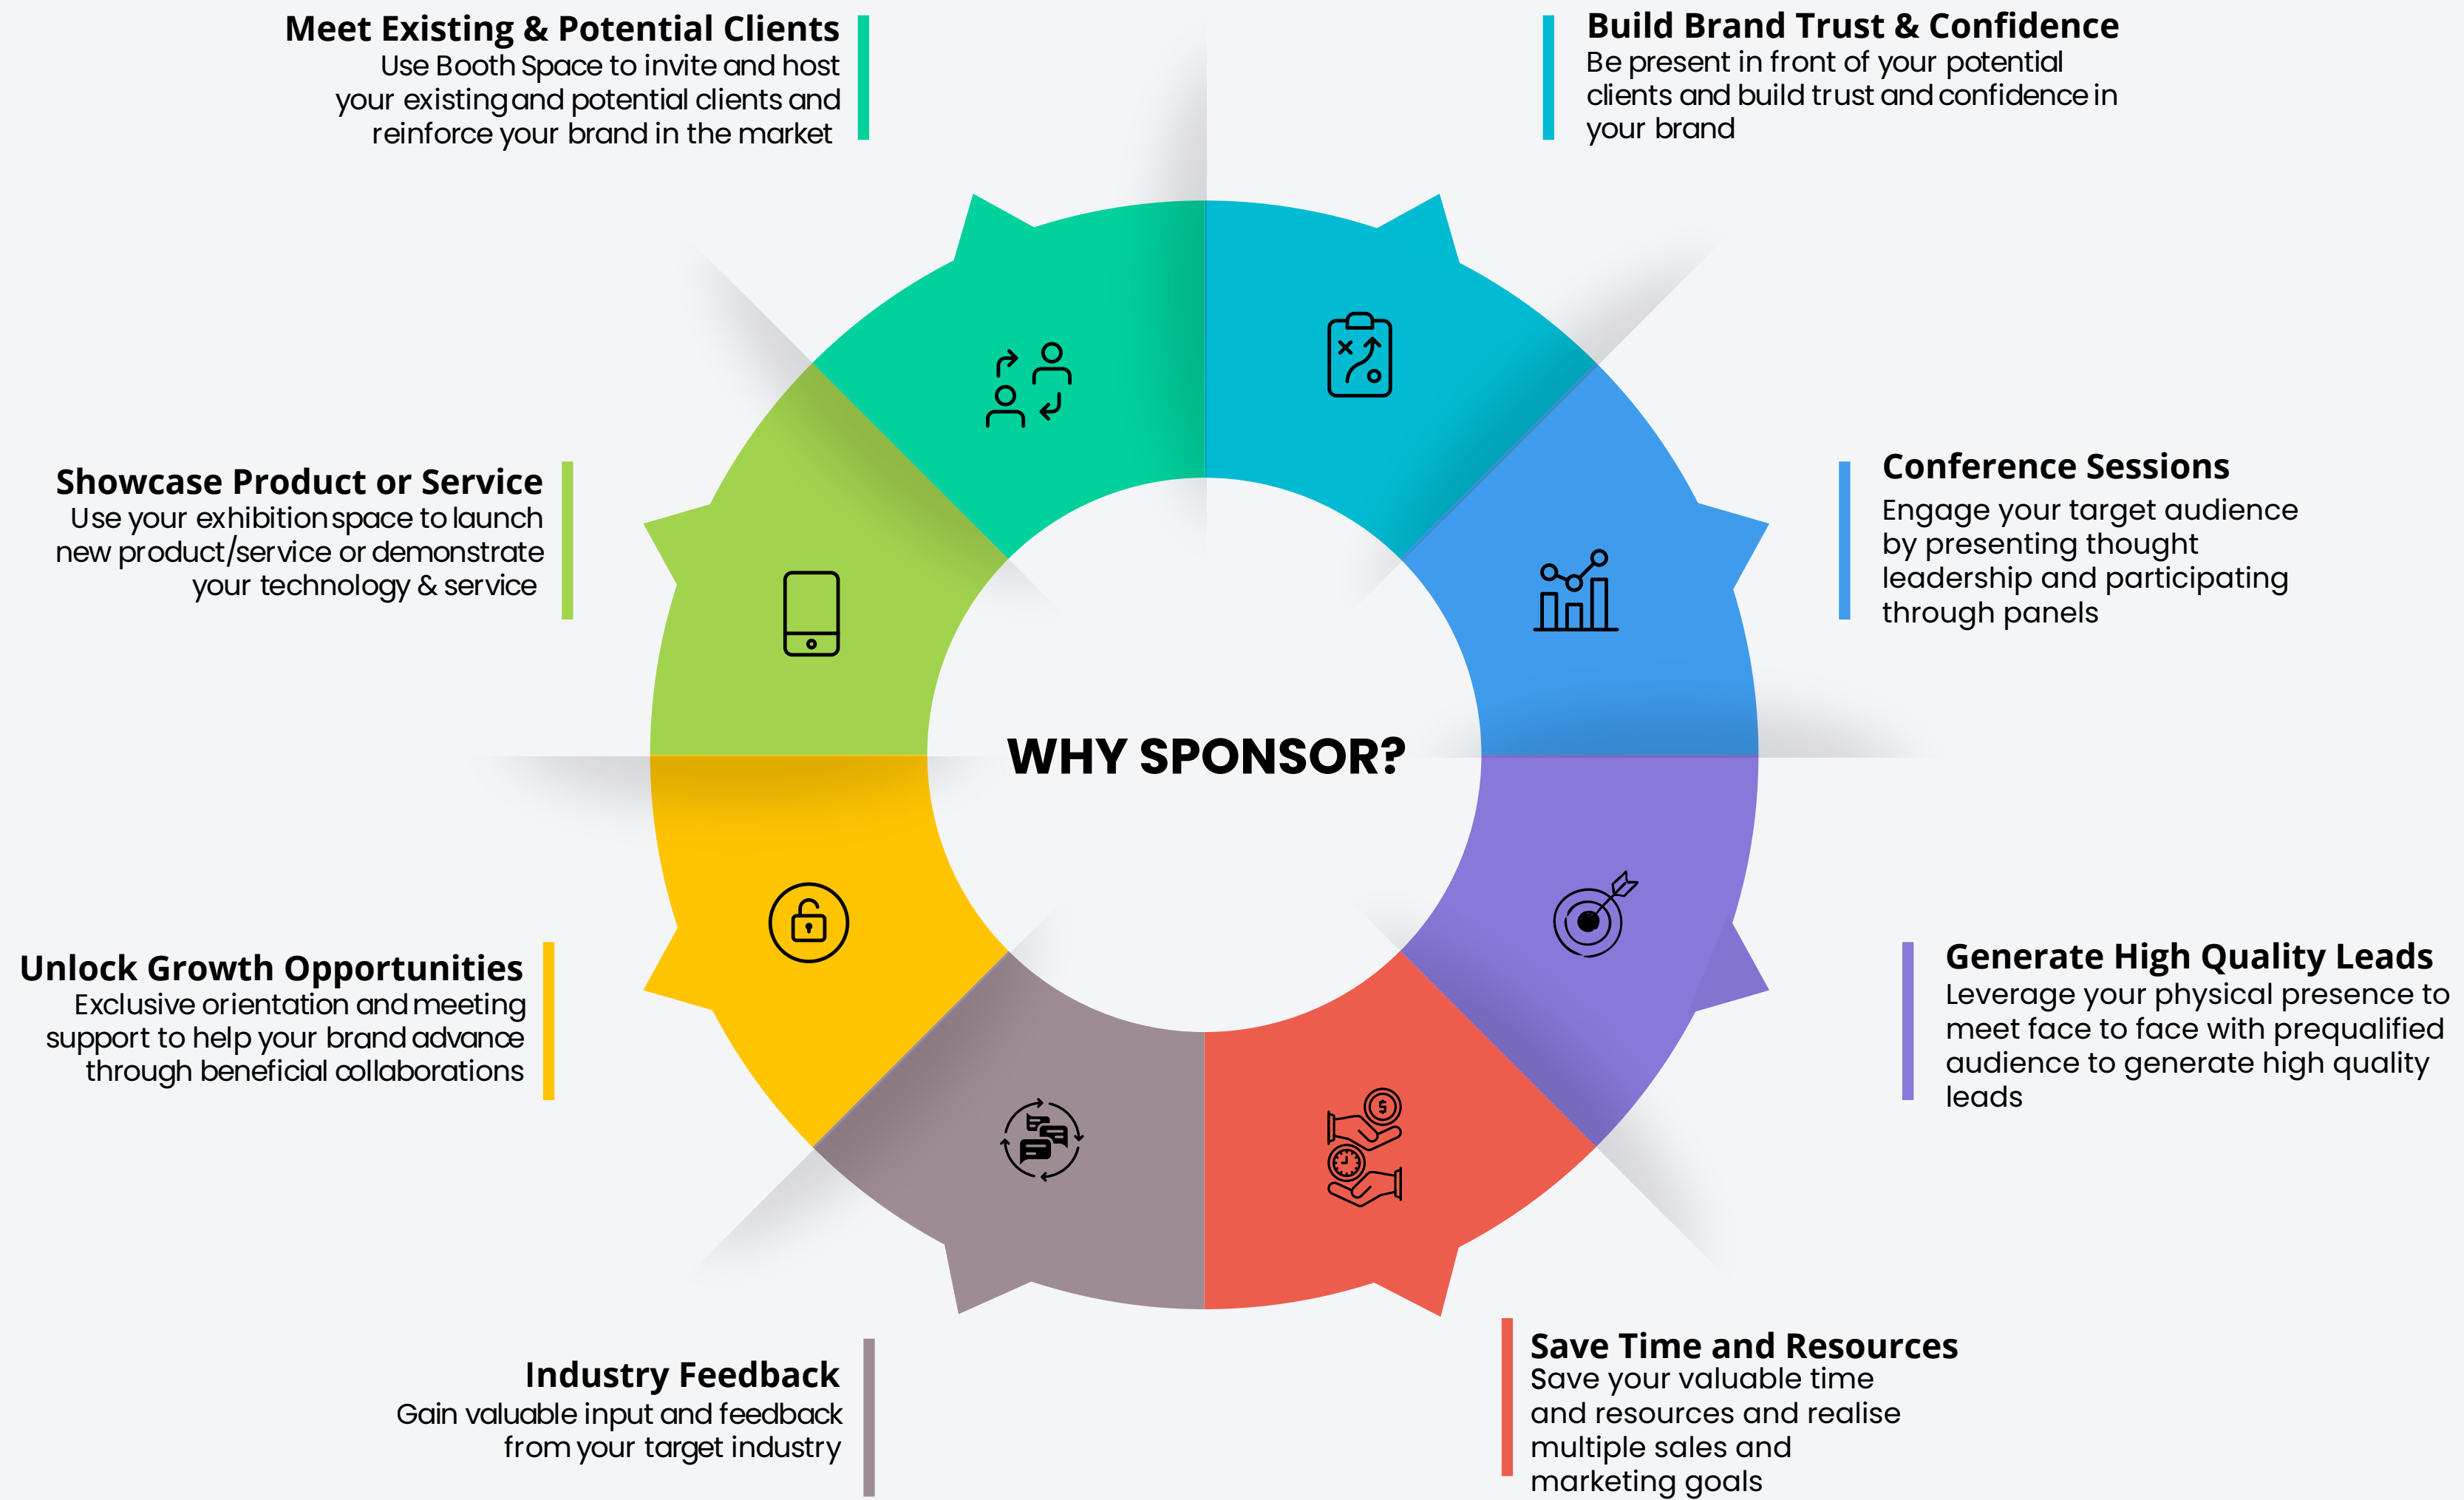 Meet Existing & Potential Clients
Use Booth Space to invite and host
your existing and potential clients and
reinforce your brand in the market
Build Brand Trust & Confidence
Be present in front of your potential
clients and build trust and confidence in
your brand
Showcase Product or Service
Use your exhibition space to launch
new product/service or demonstrate
your technology & service
Conference Sessions
Engage your target audience
by presenting thought
leadership and participating
through panels
WHY SPONSOR?
Unlock Growth Opportunities
Exclusive orientation and meeting
support to help your brand advance
through beneficial collaborations
Generate High Quality Leads
Leverage your physical presence to
meet face to face with prequalified
audience to generate high quality
leads
$
Industry Feedback
Gain valuable input and feedback
from your target industry
Save Time and Resources
Save your valuable time
and resources and realise
multiple sales and
marketing goals